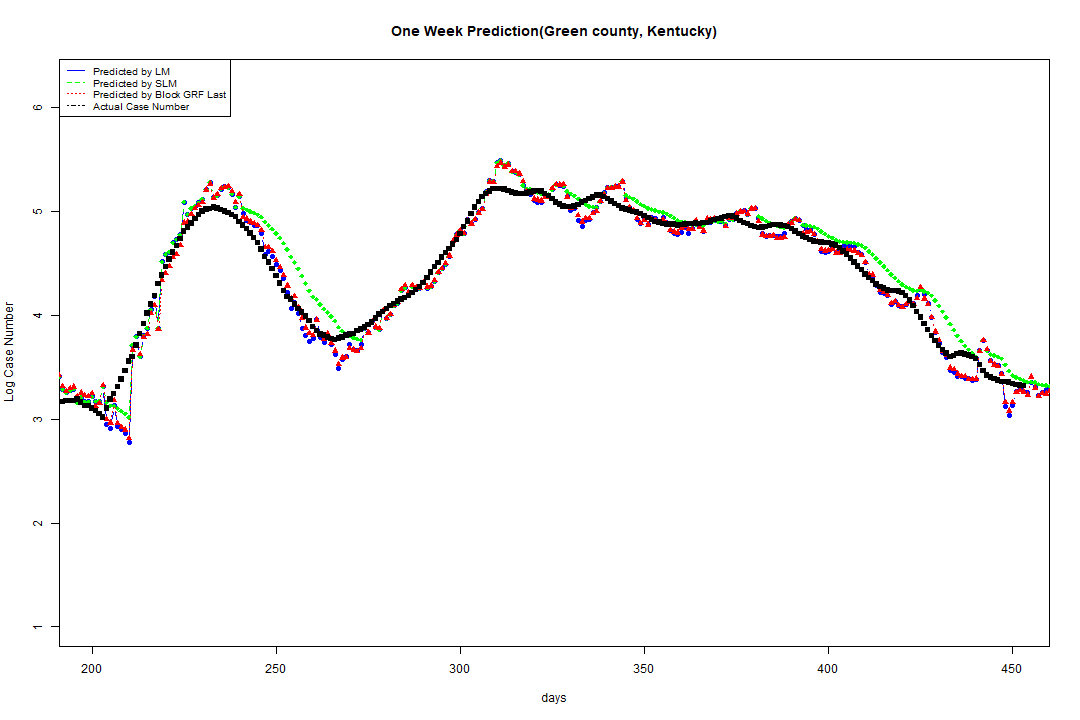 One Week Prediction(Green county, Kentucky)
Predicted by LM
Predicted by SLM
Predicted by Block GRF Last
Actual Case Number
6
5
4
3
2
1
Log Case Number
200 250 300 350 400 450
days